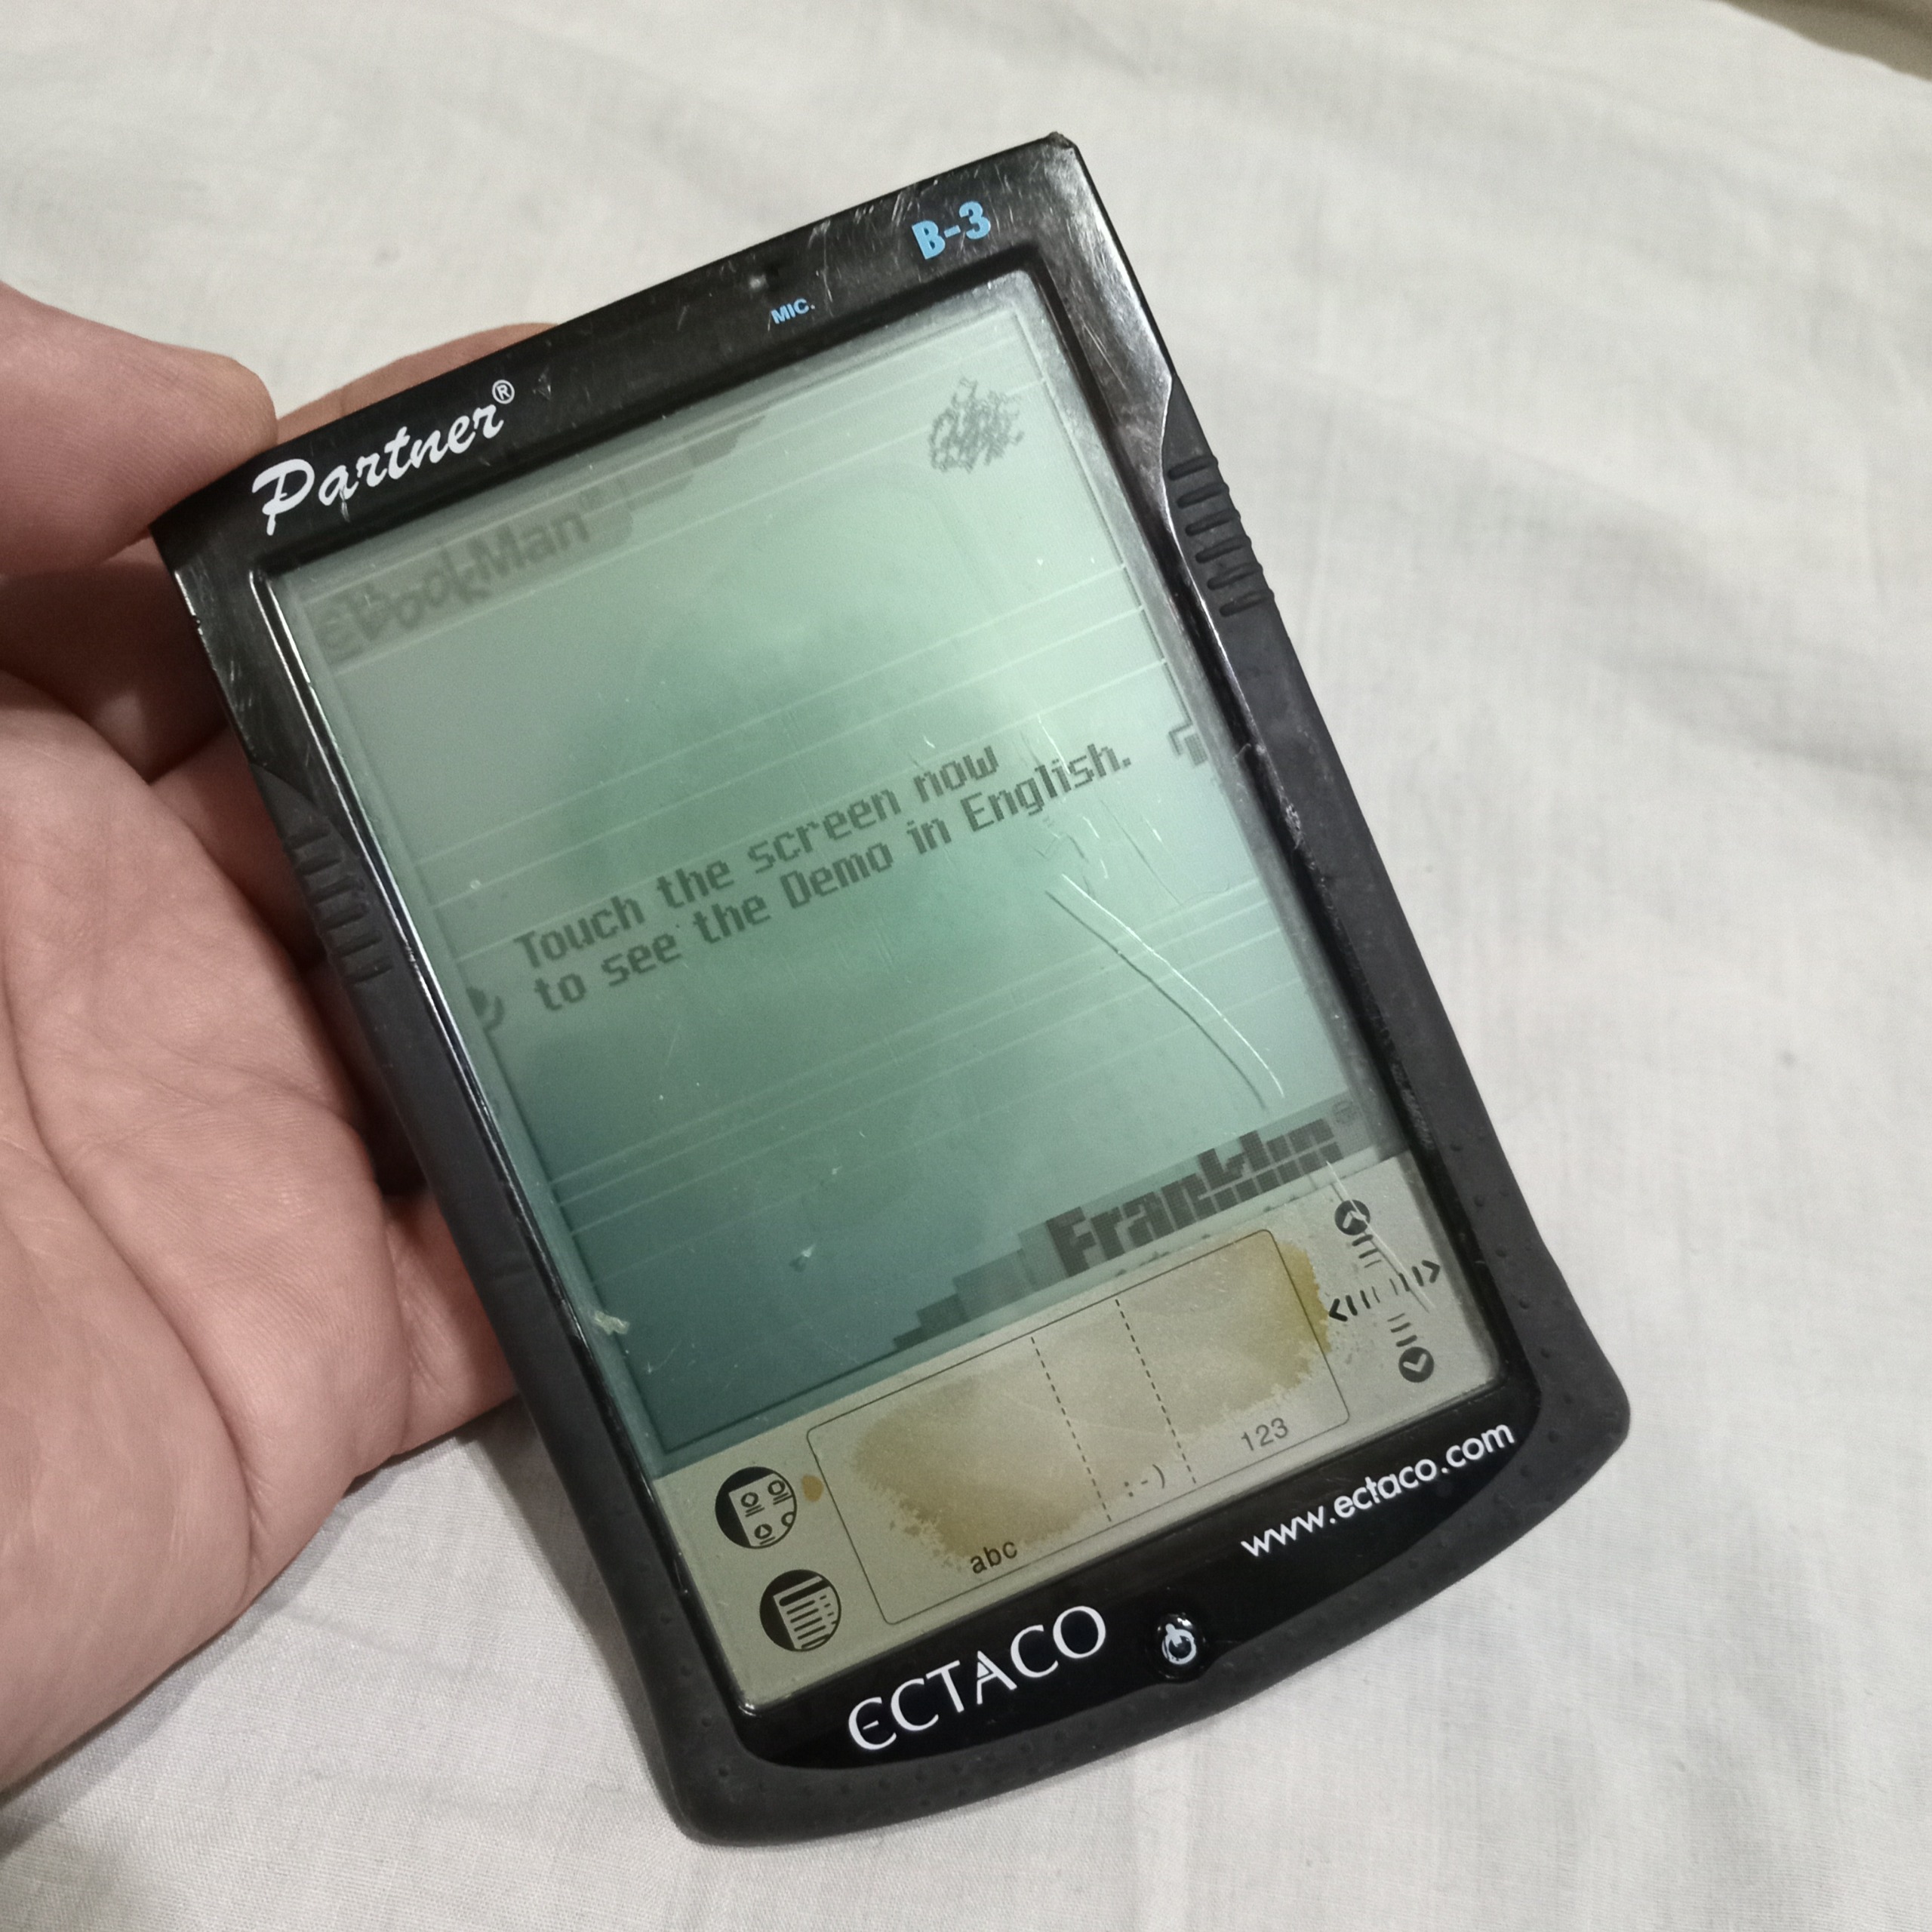 B-3
MIC.
Partner®
eBookMan
Touch the screen now
to see the Demo in English.
Franklin®
abc
:-)
123
www.ectaco.com
ECTACO